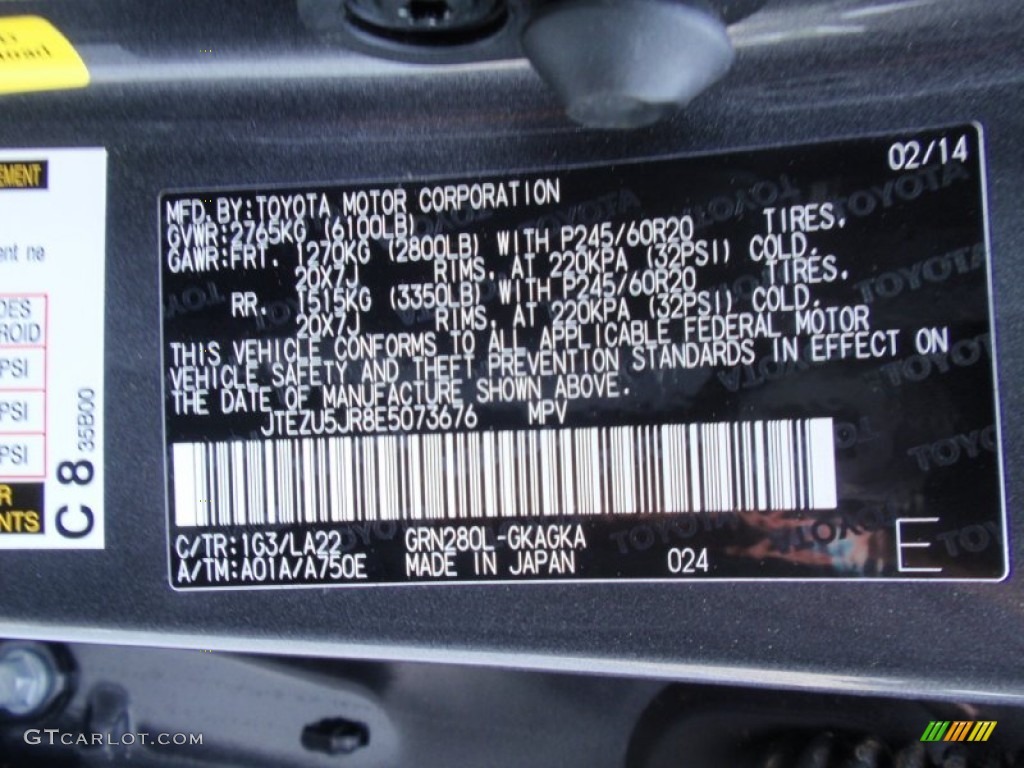 02/14
MFD. BY: TOYOTA MOTOR CORPORATION
GVWR: 2765KG (6100LB)
GAWR: FRT. 1270KG (2800LB) WITH P245/60R20 TIRES,
20X7J RIMS, AT 220KPA (32PSI) COLD.
RR. 1515KG (3350LB) WITH P245/60R20 TIRES,
20X7J RIMS, AT 220KPA (32PSI) COLD.
THIS VEHICLE CONFORMS TO ALL APPLICABLE FEDERAL MOTOR
VEHICLE SAFETY AND THEFT PREVENTION STANDARDS IN EFFECT ON
THE DATE OF MANUFACTURE SHOWN ABOVE.
JTEZU5JR8E5073676 MPV
C/TR: 1G3/LA22 GRN280L-GKAGKA
A/TM: A01A/A750E MADE IN JAPAN 024 E
PSI
PSI
PSI
C 8 35B00
GTCARLOT.COM